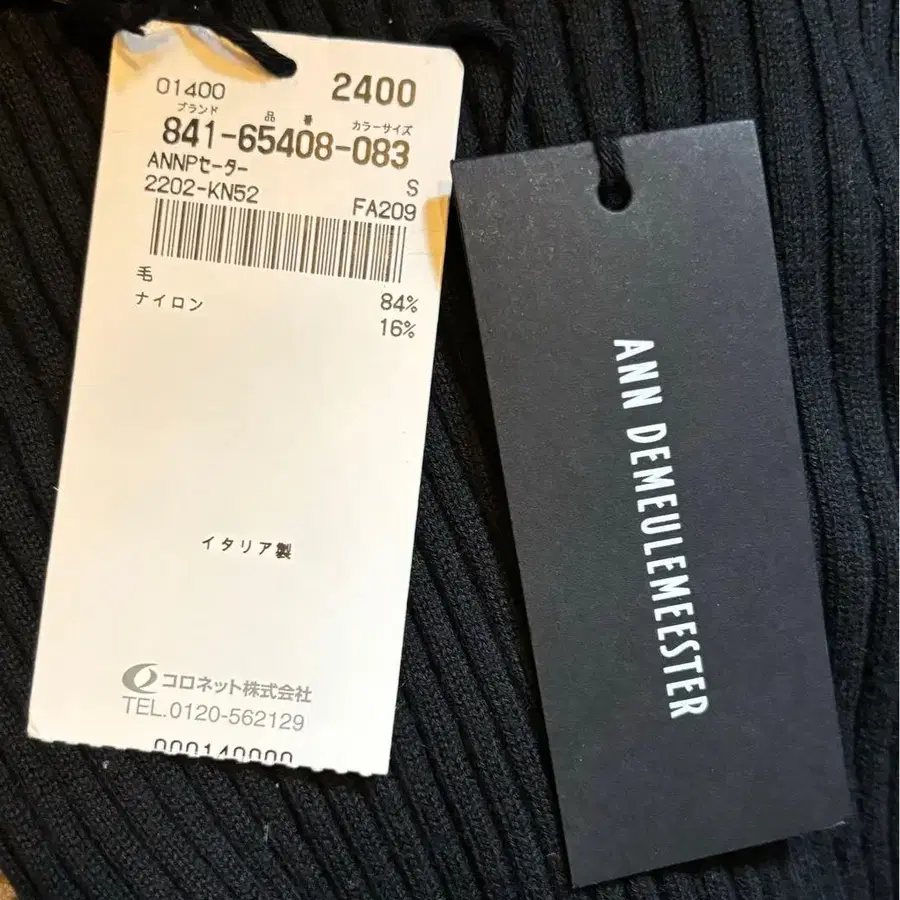 01400 2400
ブランド 品番 カラーサイズ
841-65408-083
ANNPセーター S
2202-KN52 FA209
毛 84%
ナイロン 16%
イタリア製
コロネット株式会社
TEL.0120-562129
000140000
ANN DEMEULEMEESTER